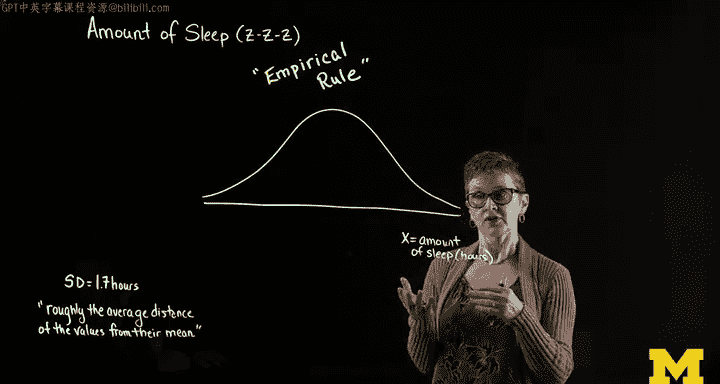 GPT中英字幕课程资源@bilibili.com
Amount of Sleep (z-z-z)
"Empirical
Rule"
X = amount
of sleep (hours)
SD = 1.7 hours
"roughly the average distance
of the values from their mean"
M